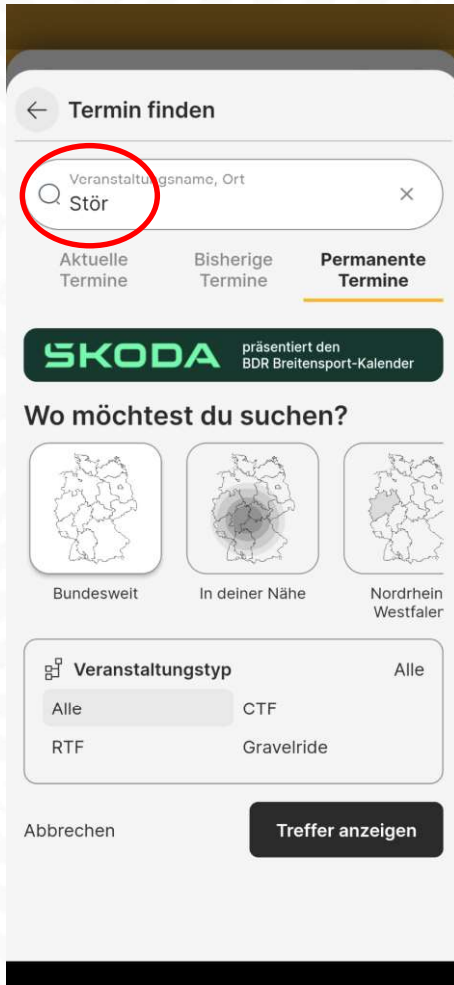 Termin finden
Veranstaltungsname, Ort
Stör
Aktuelle Termine
Bisherige Termine
Permanente Termine
ŠKODA
präsentiert den
BDR Breitensport-Kalender
Wo möchtest du suchen?
Bundesweit
In deiner Nähe
Nordrhein
Westfalen
Veranstaltungstyp Alle
Alle CTF
RTF Gravelride
Abbrechen Treffer anzeigen